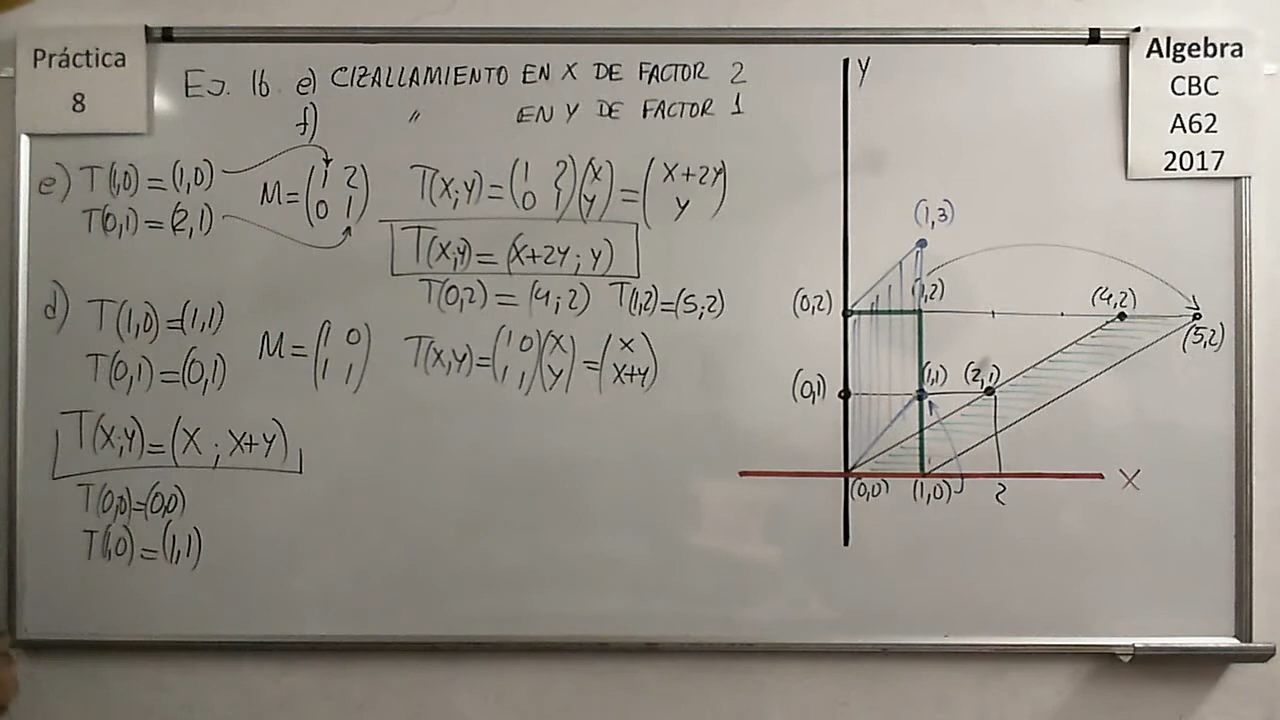 Práctica
8
Algebra
CBC
A62
2017
EJ. 16 e) CIZALLAMIENTO EN X DE FACTOR 2
f) " EN Y DE FACTOR 1
e) T(1,0)=(1,0)
T(0,1)=(2,1)
M=(1 2
0 1)
T(X;Y)=(1 2
0 1)(X
Y)=(X+2Y
Y)
T(X;Y)=(X+2Y; Y)
T(0,2)=(4;2) T(1,2)=(5;2)
d) T(1,0)=(1,1)
T(0,1)=(0,1)
M=(1 0
1 1)
T(X,Y)=(1 0
1 1)(X
Y)=(X
X+Y)
T(X;Y)=(X; X+Y)
T(0,0)=(0,0)
T(1,0)=(1,1)
Y
(1,3)
(0,2) (1,2) (4,2)
(5,2)
(0,1) (1,1) (2,1)
X
(0,0) (1,0) 2